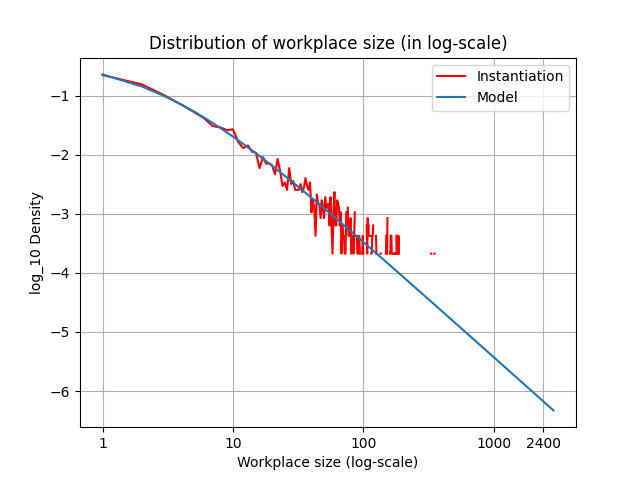 Distribution of workplace size (in log-scale)
Instantiation
Model
−1
−2
−3
−4
−5
−6
log_10 Density
1 10 100 1000 2400
Workplace size (log-scale)